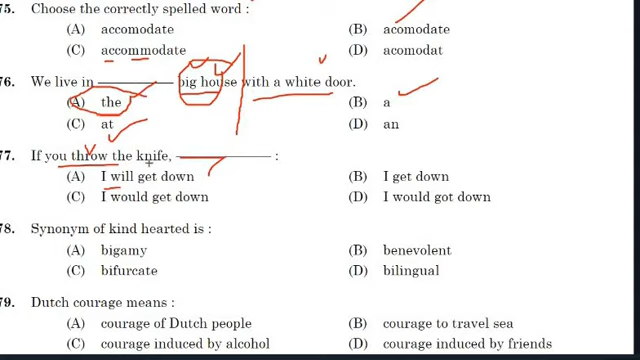 75. Choose the correctly spelled word :
(A) accomodate (B) acomodate
(C) accommodate (D) acomodat
76. We live in ____________ big house with a white door.
(A) the (B) a
(C) at (D) an
77. If you throw the knife, ____________ :
(A) I will get down (B) I get down
(C) I would get down (D) I would got down
78. Synonym of kind hearted is :
(A) bigamy (B) benevolent
(C) bifurcate (D) bilingual
79. Dutch courage means :
(A) courage of Dutch people (B) courage to travel sea
(C) courage induced by alcohol (D) courage induced by friends